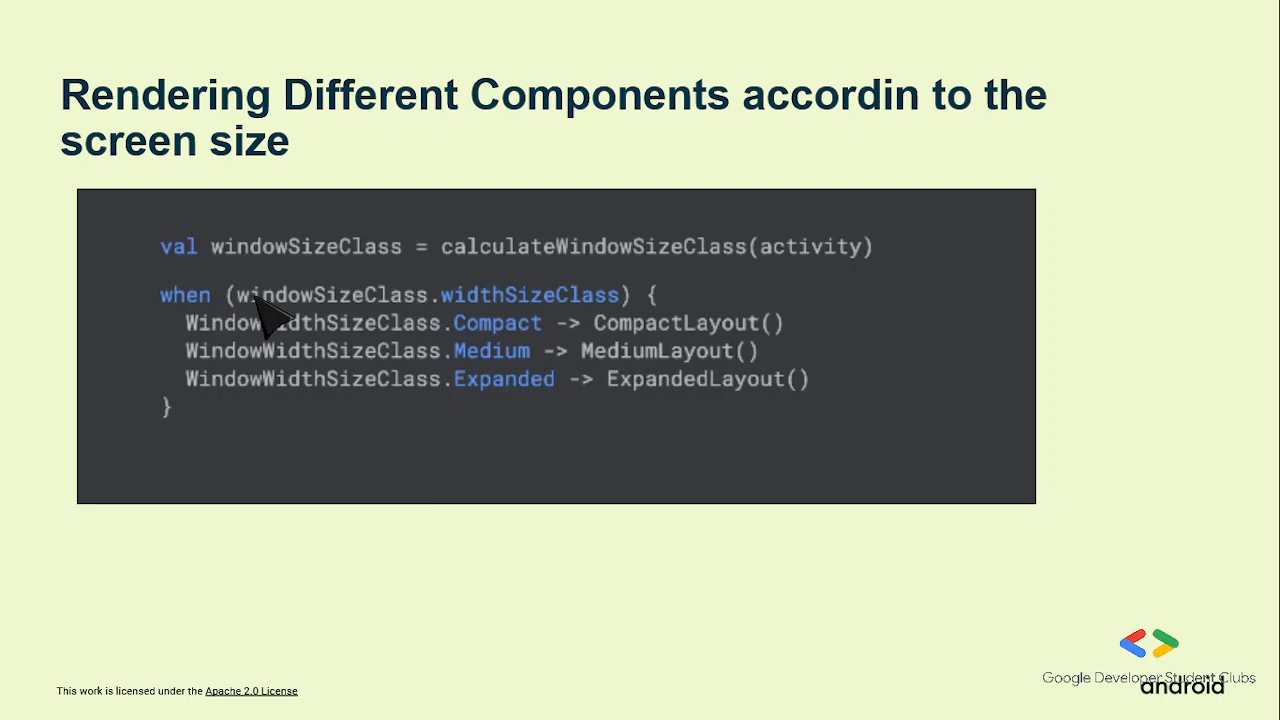 Rendering Different Components accordin to the
screen size
val windowSizeClass = calculateWindowSizeClass(activity)
when (windowSizeClass.widthSizeClass) {
WindowWidthSizeClass.Compact -> CompactLayout()
WindowWidthSizeClass.Medium -> MediumLayout()
WindowWidthSizeClass.Expanded -> ExpandedLayout()
}
Google Developer Student Clubs
android
This work is licensed under the Apache 2.0 License